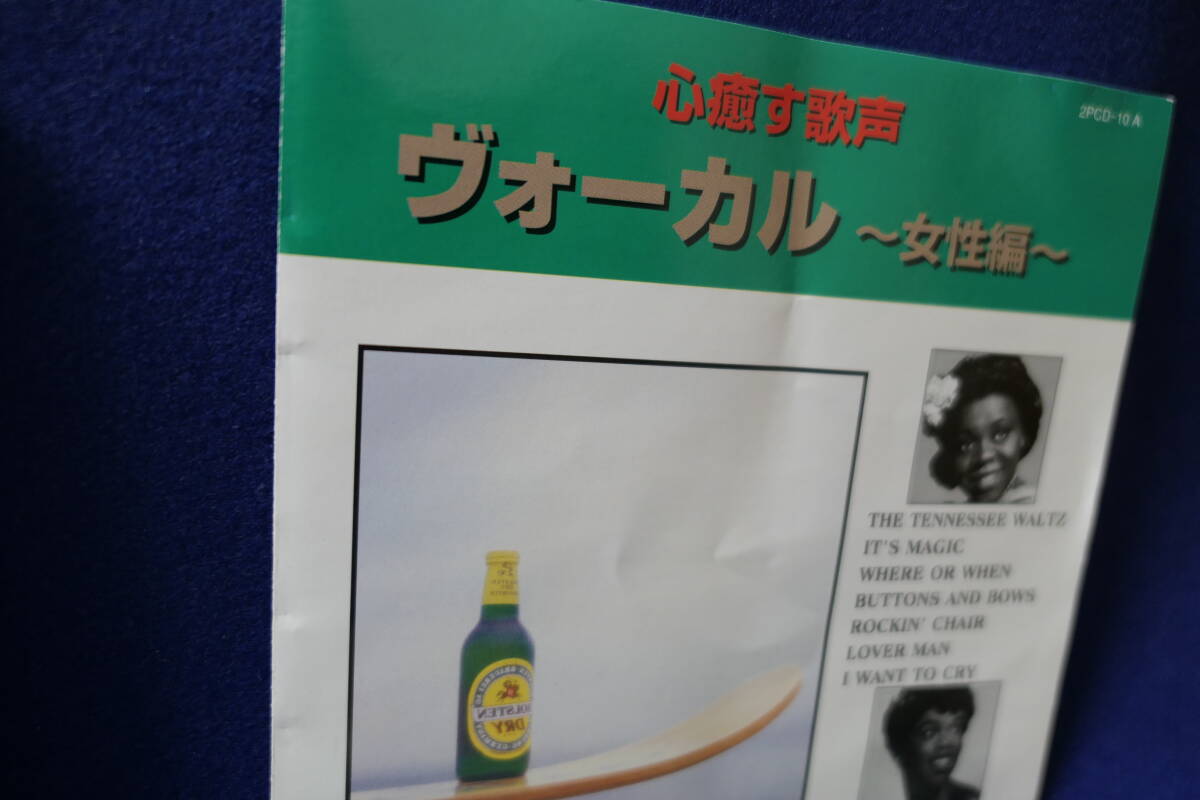 心癒す歌声
2PCD-10 A
ヴォーカル ~女性編~
THE TENNESSEE WALTZ
IT'S MAGIC
WHERE OR WHEN
BUTTONS AND BOWS
ROCKIN' CHAIR
LOVER MAN
I WANT TO CRY
HOLSTEN
DRY